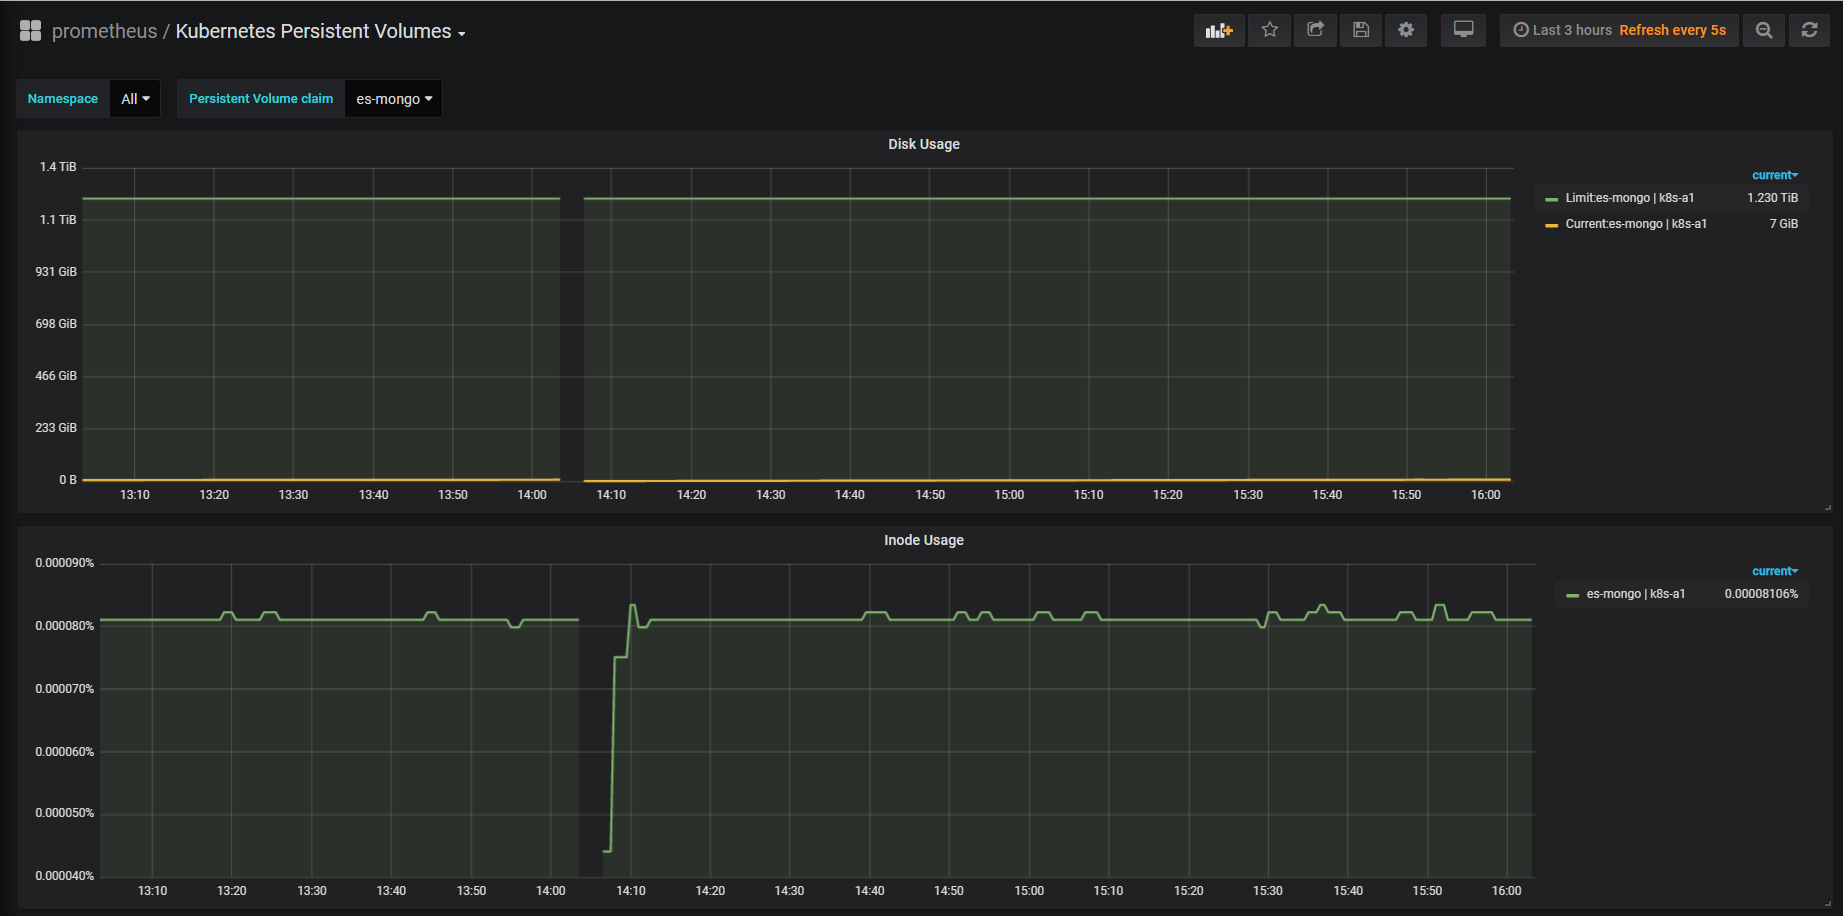 prometheus / Kubernetes Persistent Volumes
Last 3 hours Refresh every 5s
Namespace All Persistent Volume claim es-mongo
Disk Usage
1.4 TiB
1.1 TiB
931 GiB
698 GiB
466 GiB
233 GiB
0 B
13:10 13:20 13:30 13:40 13:50 14:00 14:10 14:20 14:30 14:40 14:50 15:00 15:10 15:20 15:30 15:40 15:50 16:00
current
Limit:es-mongo | k8s-a1 1.230 TiB
Current:es-mongo | k8s-a1 7 GiB
Inode Usage
0.000090%
0.000080%
0.000070%
0.000060%
0.000050%
0.000040%
13:10 13:20 13:30 13:40 13:50 14:00 14:10 14:20 14:30 14:40 14:50 15:00 15:10 15:20 15:30 15:40 15:50 16:00
current
es-mongo | k8s-a1 0.00008106%